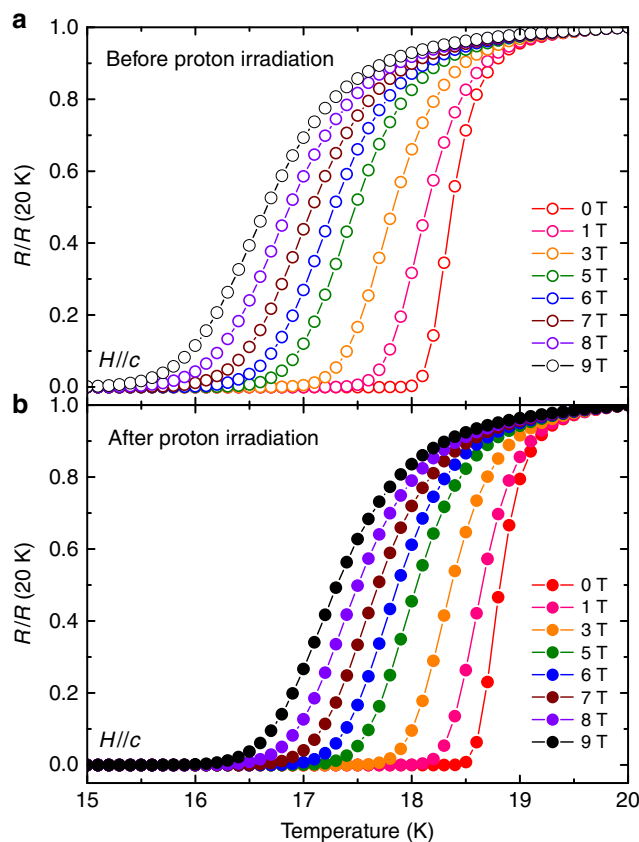 a
1.0
Before proton irradiation
0.8
0.6
R/R (20 K)
0.4
0.2
H//c
0.0
0 T
1 T
3 T
5 T
6 T
7 T
8 T
9 T
b
1.0
After proton irradiation
0.8
0.6
R/R (20 K)
0.4
0.2
H//c
0.0
0 T
1 T
3 T
5 T
6 T
7 T
8 T
9 T
15 16 17 18 19 20
Temperature (K)